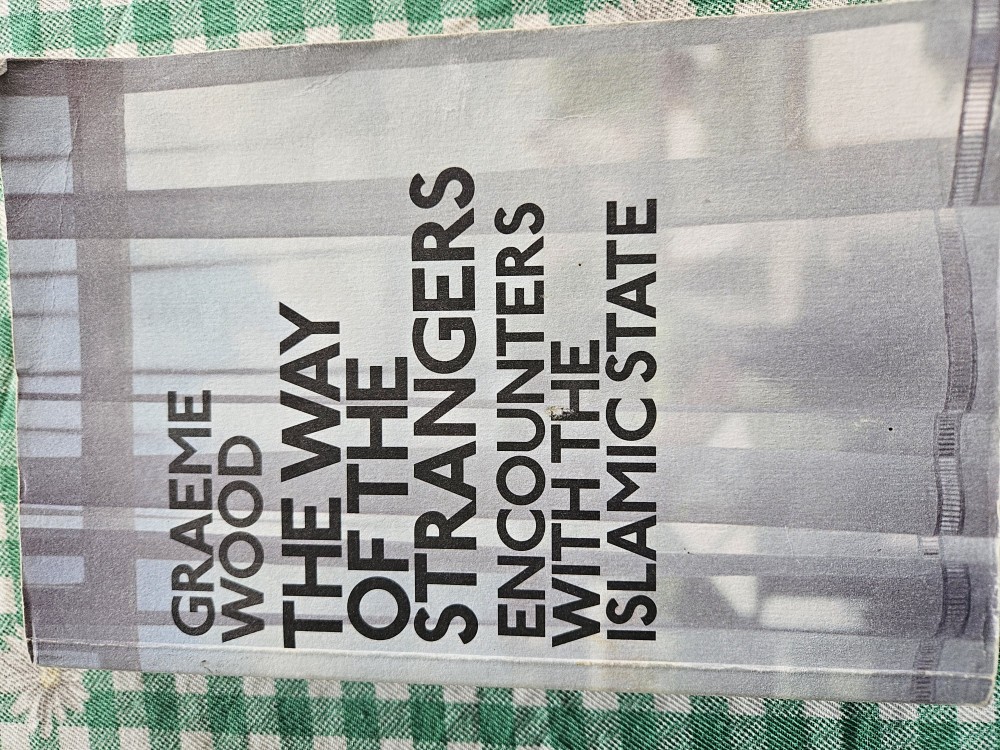 GRAEME
WOOD
THE WAY
OF THE
STRANGERS
ENCOUNTERS
WITH THE
ISLAMIC STATE